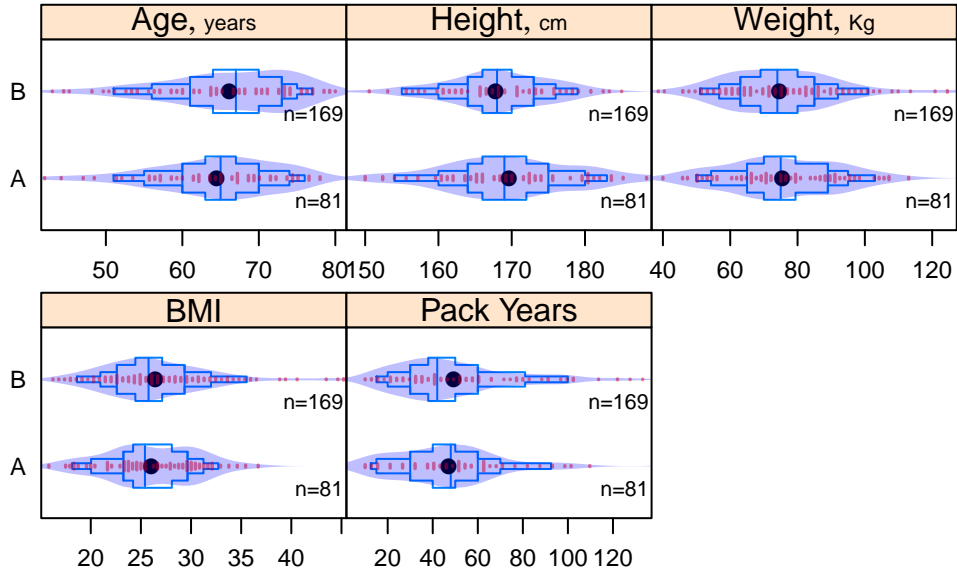 Age, years Height, cm Weight, Kg
B n=169 n=169 n=169
A n=81 n=81 n=81
50 60 70 80 150 160 170 180 40 60 80 100 120
BMI Pack Years
B n=169 n=169
A n=81 n=81
20 25 30 35 40 20 40 60 80 100 120